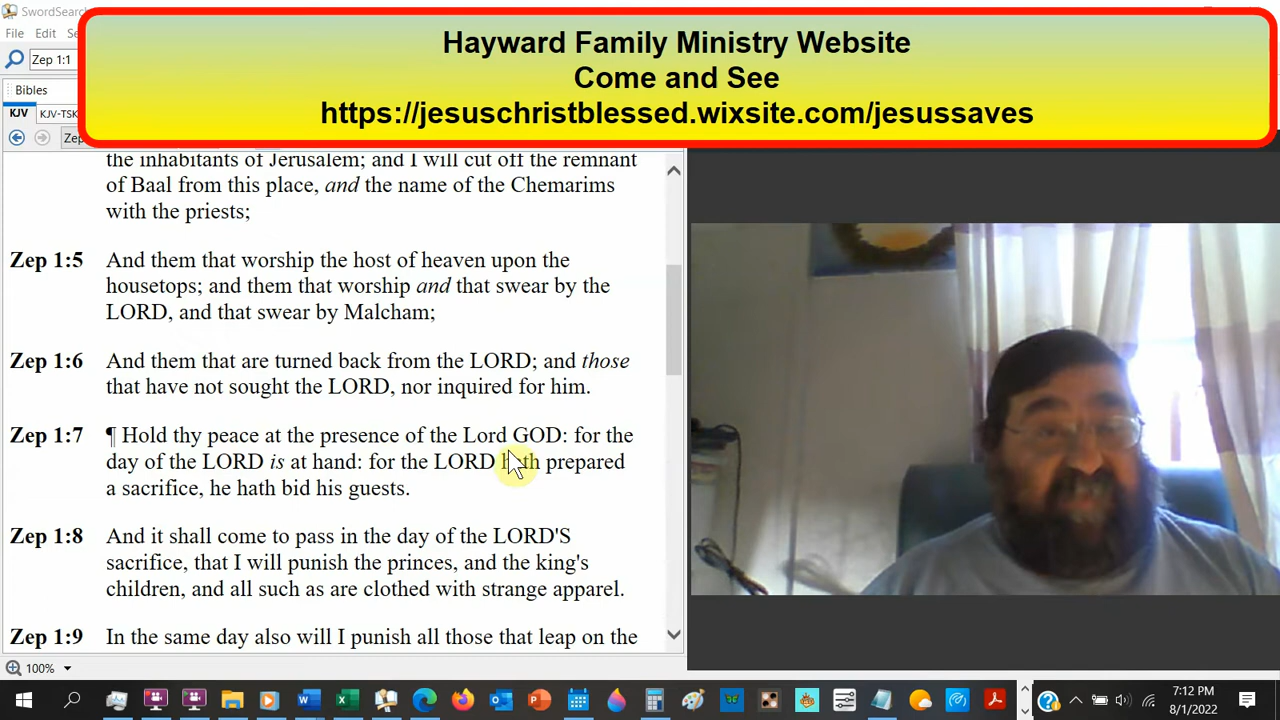 SwordSear
File Edit Se
Hayward Family Ministry Website
Come and See
https://jesuschristblessed.wixsite.com/jesussaves
Zep 1:1
Bibles
KJV KJV-TSK
Zep
the inhabitants of Jerusalem; and I will cut off the remnant
of Baal from this place, and the name of the Chemarims
with the priests;
Zep 1:5 And them that worship the host of heaven upon the
housetops; and them that worship and that swear by the
LORD, and that swear by Malcham;
Zep 1:6 And them that are turned back from the LORD; and those
that have not sought the LORD, nor inquired for him.
Zep 1:7 ¶ Hold thy peace at the presence of the Lord GOD: for the
day of the LORD is at hand: for the LORD hath prepared
a sacrifice, he hath bid his guests.
Zep 1:8 And it shall come to pass in the day of the LORD'S
sacrifice, that I will punish the princes, and the king's
children, and all such as are clothed with strange apparel.
Zep 1:9 In the same day also will I punish all those that leap on the
100%
7:12 PM
8/1/2022